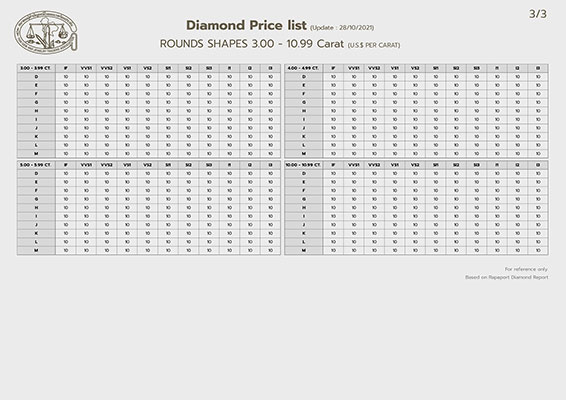 3/3
Diamond Price list (Update : 28/10/2021)
ROUNDS SHAPES 3.00 - 10.99 Carat (U.S $ PER CARAT)
3.00 - 3.99 CT. IF VVS1 VVS2 VS1 VS2 SI1 SI2 SI3 I1 I2 I3
D 10 10 10 10 10 10 10 10 10 10 10
E 10 10 10 10 10 10 10 10 10 10 10
F 10 10 10 10 10 10 10 10 10 10 10
G 10 10 10 10 10 10 10 10 10 10 10
H 10 10 10 10 10 10 10 10 10 10 10
I 10 10 10 10 10 10 10 10 10 10 10
J 10 10 10 10 10 10 10 10 10 10 10
K 10 10 10 10 10 10 10 10 10 10 10
L 10 10 10 10 10 10 10 10 10 10 10
M 10 10 10 10 10 10 10 10 10 10 10
4.00 - 4.99 CT. IF VVS1 VVS2 VS1 VS2 SI1 SI2 SI3 I1 I2 I3
D 10 10 10 10 10 10 10 10 10 10 10
E 10 10 10 10 10 10 10 10 10 10 10
F 10 10 10 10 10 10 10 10 10 10 10
G 10 10 10 10 10 10 10 10 10 10 10
H 10 10 10 10 10 10 10 10 10 10 10
I 10 10 10 10 10 10 10 10 10 10 10
J 10 10 10 10 10 10 10 10 10 10 10
K 10 10 10 10 10 10 10 10 10 10 10
L 10 10 10 10 10 10 10 10 10 10 10
M 10 10 10 10 10 10 10 10 10 10 10
5.00 - 5.99 CT. IF VVS1 VVS2 VS1 VS2 SI1 SI2 SI3 I1 I2 I3
D 10 10 10 10 10 10 10 10 10 10 10
E 10 10 10 10 10 10 10 10 10 10 10
F 10 10 10 10 10 10 10 10 10 10 10
G 10 10 10 10 10 10 10 10 10 10 10
H 10 10 10 10 10 10 10 10 10 10 10
I 10 10 10 10 10 10 10 10 10 10 10
J 10 10 10 10 10 10 10 10 10 10 10
K 10 10 10 10 10 10 10 10 10 10 10
L 10 10 10 10 10 10 10 10 10 10 10
M 10 10 10 10 10 10 10 10 10 10 10
10.00 - 10.99 CT. IF VVS1 VVS2 VS1 VS2 SI1 SI2 SI3 I1 I2 I3
D 10 10 10 10 10 10 10 10 10 10 10
E 10 10 10 10 10 10 10 10 10 10 10
F 10 10 10 10 10 10 10 10 10 10 10
G 10 10 10 10 10 10 10 10 10 10 10
H 10 10 10 10 10 10 10 10 10 10 10
I 10 10 10 10 10 10 10 10 10 10 10
J 10 10 10 10 10 10 10 10 10 10 10
K 10 10 10 10 10 10 10 10 10 10 10
L 10 10 10 10 10 10 10 10 10 10 10
M 10 10 10 10 10 10 10 10 10 10 10
For reference only.
Based on Rapaport Diamond Report